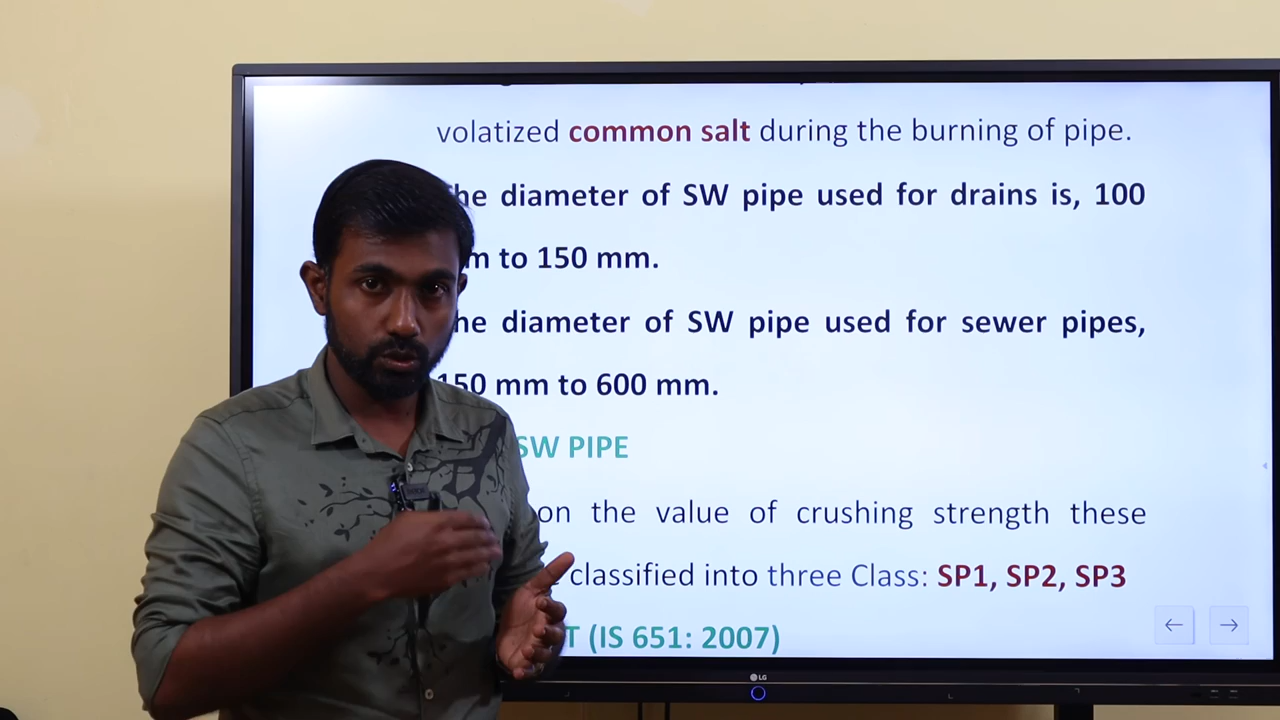 volatized common salt during the burning of pipe.
he diameter of SW pipe used for drains is, 100
m to 150 mm.
he diameter of SW pipe used for sewer pipes,
150 mm to 600 mm.
SW PIPE
on the value of crushing strength these
classified into three Class: SP1, SP2, SP3
T (IS 651: 2007)
LG